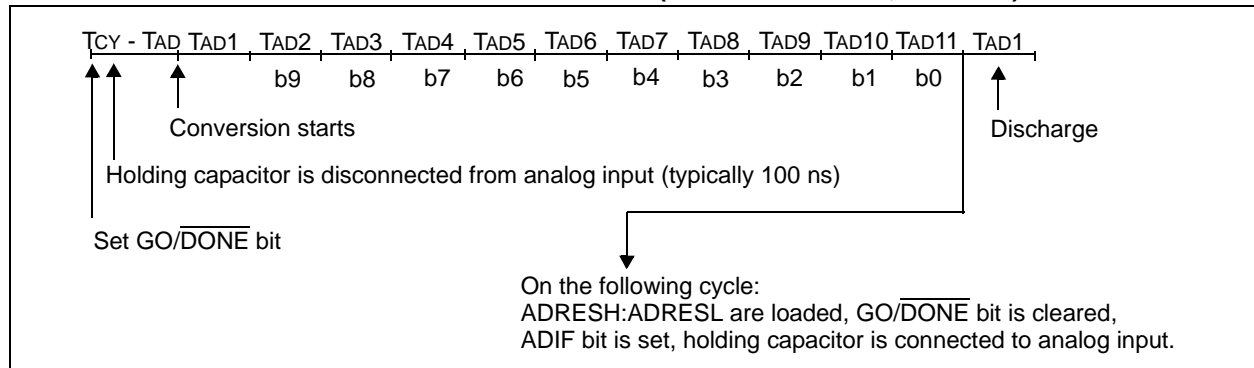 TCY - TAD TAD1 TAD2 TAD3 TAD4 TAD5 TAD6 TAD7 TAD8 TAD9 TAD10 TAD11 TAD1
b9 b8 b7 b6 b5 b4 b3 b2 b1 b0
Conversion starts
Discharge
Holding capacitor is disconnected from analog input (typically 100 ns)
Set GO/DONE bit
On the following cycle:
ADRESH:ADRESL are loaded, GO/DONE bit is cleared,
ADIF bit is set, holding capacitor is connected to analog input.